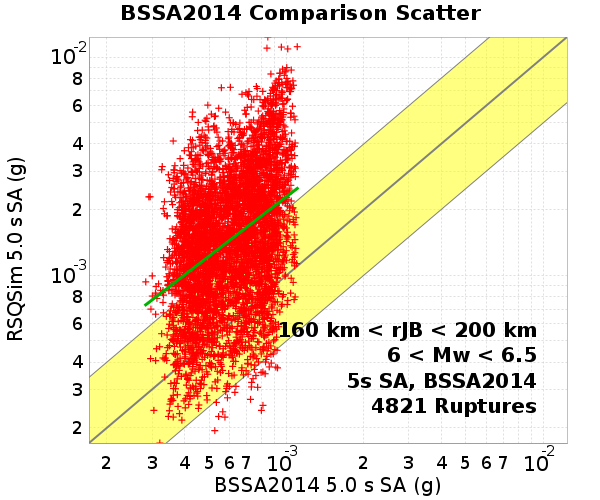 BSSA2014 Comparison Scatter
RSQSim 5.0 s SA (g)
10-2
8
6
4
3
2
10-3
8
6
4
3
2
160 km < rJB < 200 km
6 < Mw < 6.5
5s SA, BSSA2014
4821 Ruptures
2 3 4 5 6 7 10-3 2 3 4 5 6 7 10-2
BSSA2014 5.0 s SA (g)